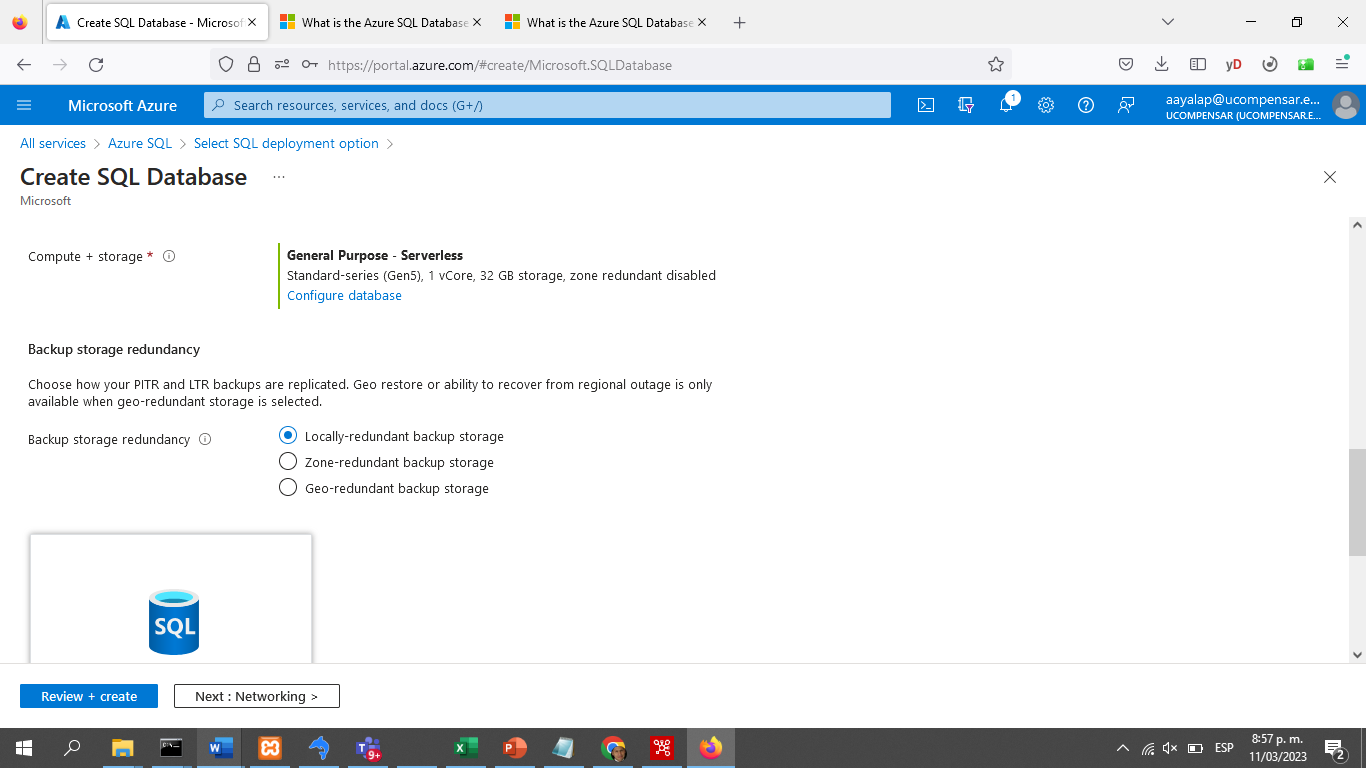 Create SQL Database - Microsof
What is the Azure SQL Database
What is the Azure SQL Database
https://portal.azure.com/#create/Microsoft.SQLDatabase
yD
Microsoft Azure
Search resources, services, and docs (G+/)
1
aayalap@ucompensar.e...
UCOMPENSAR (UCOMPENSAR.E...
All services > Azure SQL > Select SQL deployment option >
Create SQL Database ...
Microsoft
Compute + storage *
General Purpose - Serverless
Standard-series (Gen5), 1 vCore, 32 GB storage, zone redundant disabled
Configure database
Backup storage redundancy
Choose how your PITR and LTR backups are replicated. Geo restore or ability to recover from regional outage is only
available when geo-redundant storage is selected.
Backup storage redundancy
Locally-redundant backup storage
Zone-redundant backup storage
Geo-redundant backup storage
SQL
Review + create
Next : Networking >
9+
ESP
8:57 p. m.
11/03/2023
2